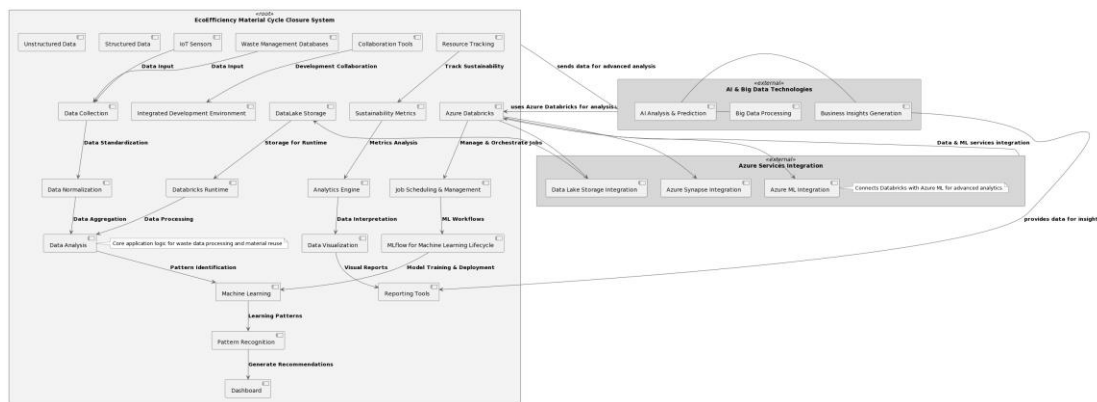 «root»
EcoEfficiency Material Cycle Closure System
Unstructured Data
Structured Data
IoT Sensors
Waste Management Databases
Collaboration Tools
Resource Tracking
Data Input
Data Input
Development Collaboration
Track Sustainability
sends data for advanced analysis
«external»
AI & Big Data Technologies
Data Collection
Integrated Development Environment
DataLake Storage
Sustainability Metrics
Azure Databricks
uses Azure Databricks for analysis
AI Analysis & Prediction
Big Data Processing
Business Insights Generation
Data Standardization
Storage for Runtime
Metrics Analysis
Manage & Orchestrate Jobs
Data & ML services integration
«external»
Azure Services Integration
Data Normalization
Databricks Runtime
Analytics Engine
Job Scheduling & Management
Data Lake Storage Integration
Azure Synapse Integration
Azure ML Integration
Connects Databricks with Azure ML for advanced analytics.
Data Aggregation
Data Processing
Data Interpretation
ML Workflows
provides data for insight
Data Analysis
Core application logic for waste data processing and material reuse
Data Visualization
MLflow for Machine Learning Lifecycle
Pattern Identification
Visual Reports
Model Training & Deployment
Machine Learning
Reporting Tools
Learning Patterns
Pattern Recognition
Generate Recommendations
Dashboard